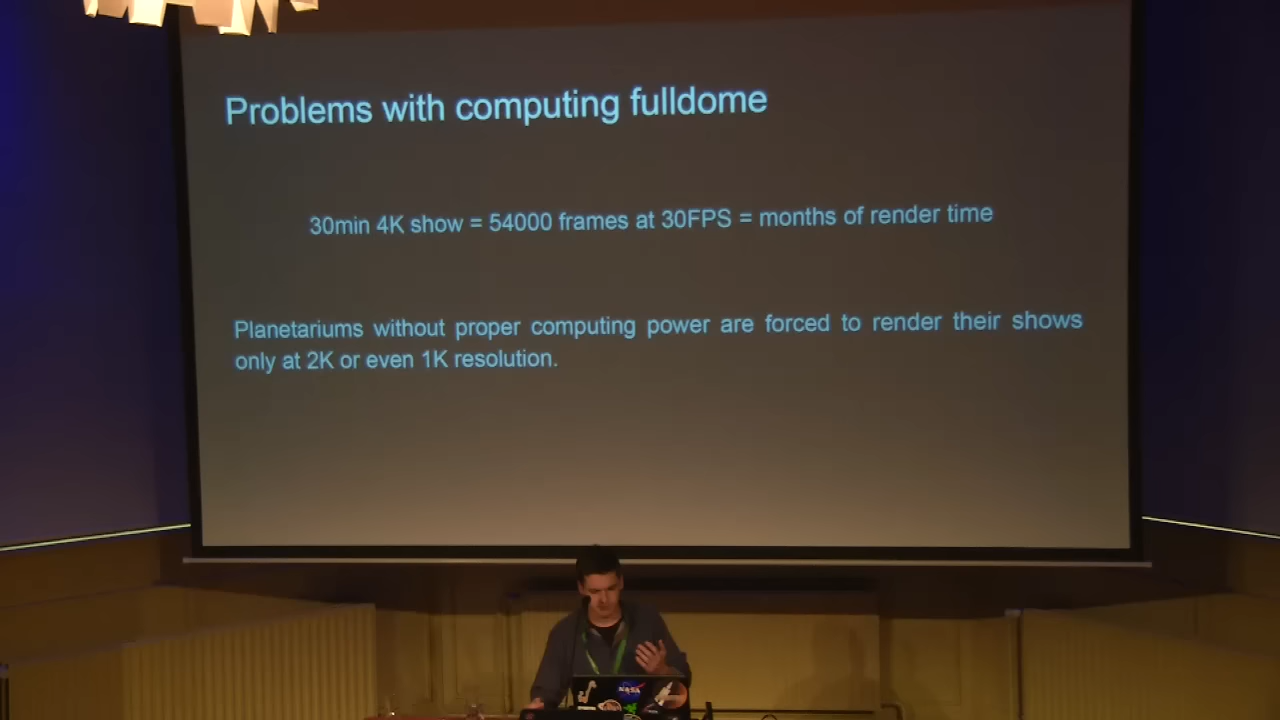 Problems with computing fulldome
30min 4K show = 54000 frames at 30FPS = months of render time
Planetariums without proper computing power are forced to render their shows
only at 2K or even 1K resolution.
NASA